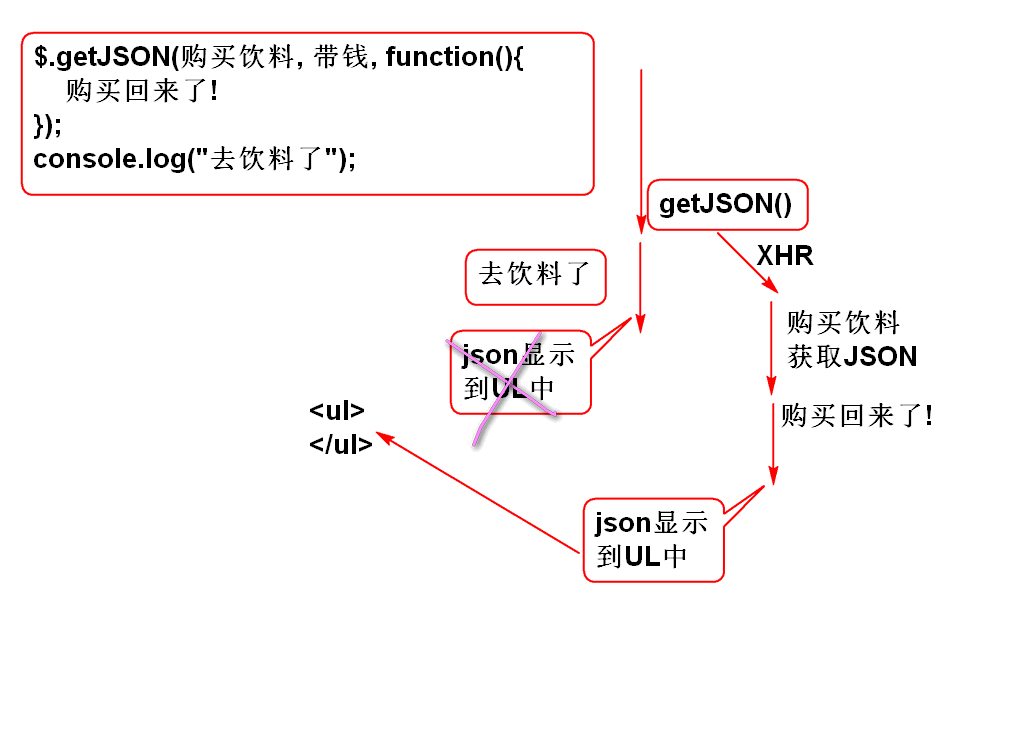 $.getJSON(购买饮料, 带钱, function(){
购买回来了!
});
console.log("去饮料了");
getJSON()
XHR
去饮料了
购买饮料
获取JSON
json显示
到UL中
购买回来了!
<ul>
</ul>
json显示
到UL中